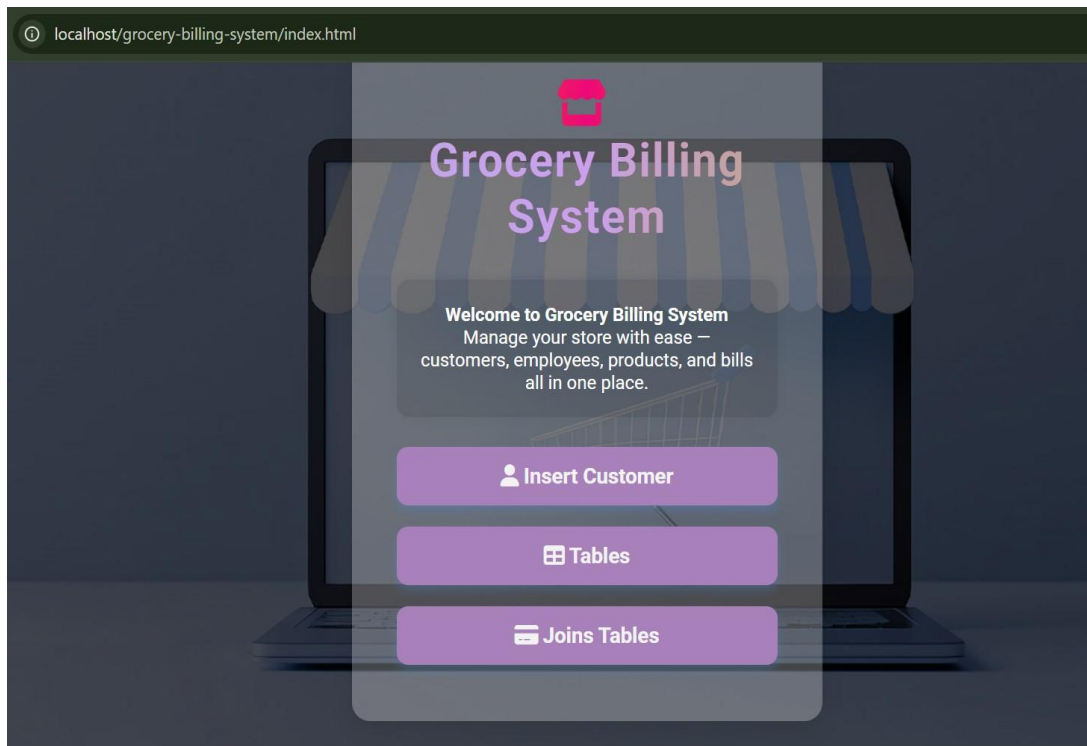 localhost/grocery-billing-system/index.html
Grocery Billing
System
Welcome to Grocery Billing System
Manage your store with ease —
customers, employees, products, and bills
all in one place.
Insert Customer
Tables
Joins Tables